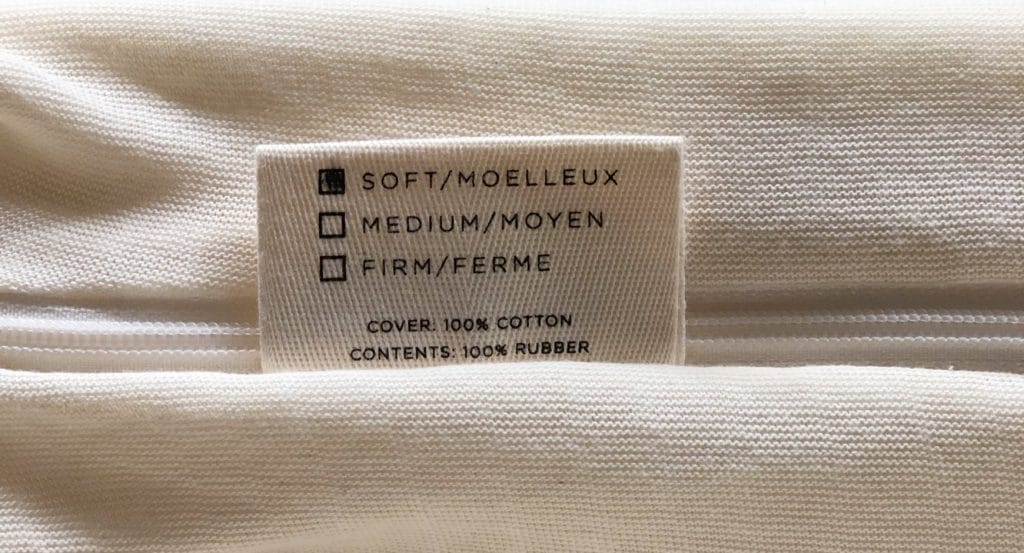 SOFT/MOELLEUX
MEDIUM/MOYEN
FIRM/FERME
COVER: 100% COTTON
CONTENTS: 100% RUBBER